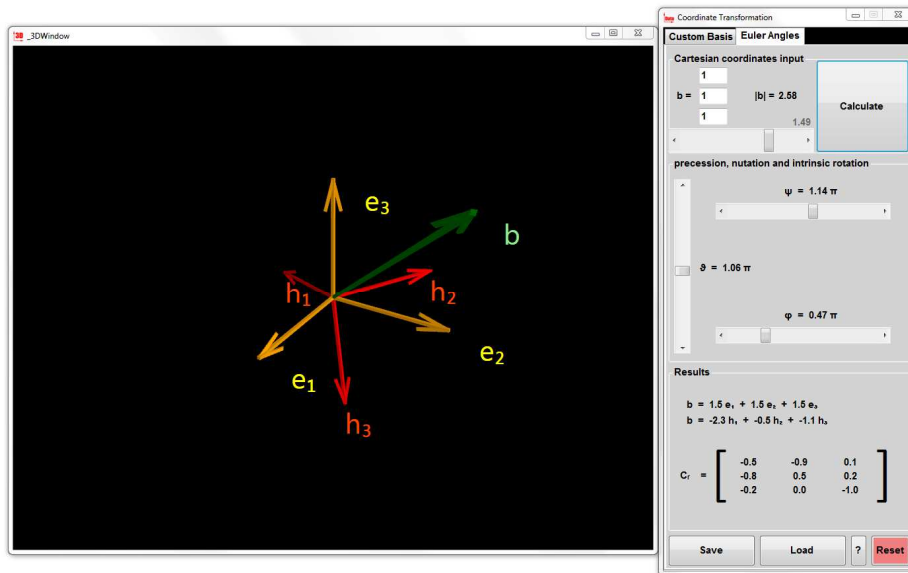 _3DWindow
e₃
b
h₁
h₂
e₂
e₁
h₃
Coordinate Transformation
Custom Basis Euler Angles
Cartesian coordinates input
1
b = 1 |b| = 2.58
1
1.49
Calculate
precession, nutation and intrinsic rotation
ψ = 1.14 π
ϑ = 1.06 π
φ = 0.47 π
Results
b = 1.5 e₁ + 1.5 e₂ + 1.5 e₃
b = -2.3 h₁ + -0.5 h₂ + -1.1 h₃
-0.5 -0.9 0.1
Cᵣ = -0.8 0.5 0.2
-0.2 0.0 -1.0
Save Load ? Reset